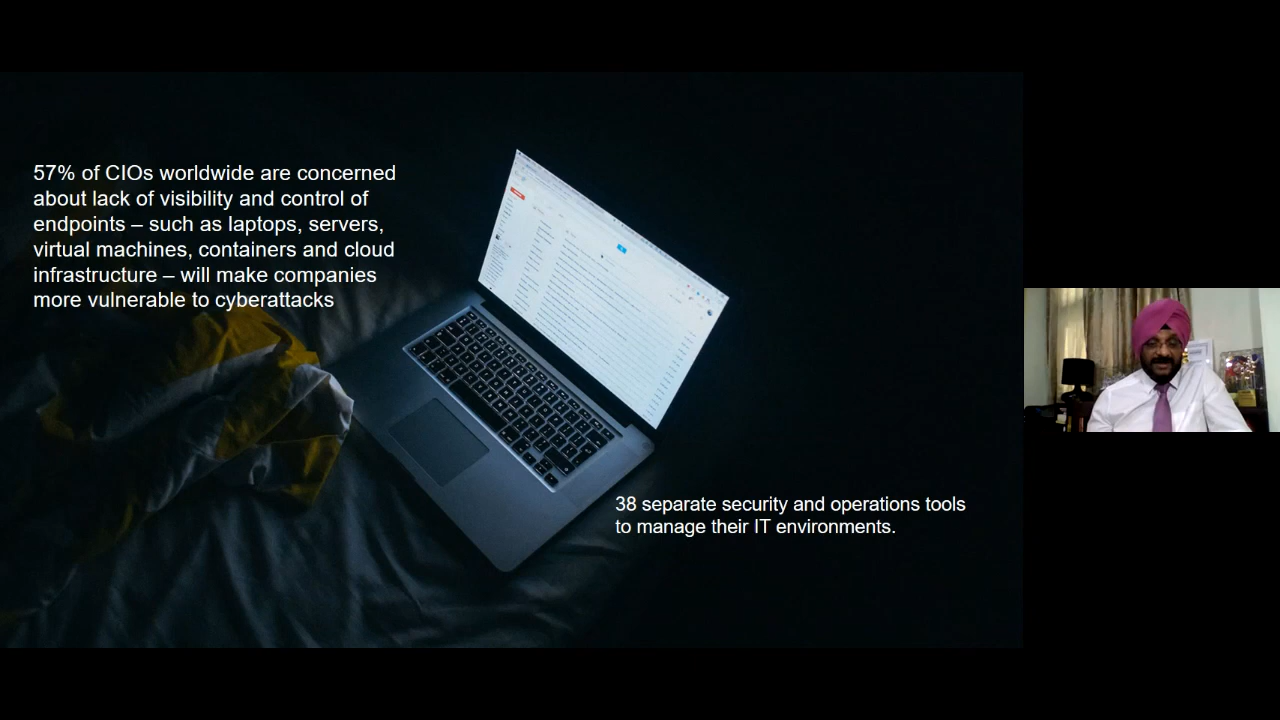 57% of CIOs worldwide are concerned
about lack of visibility and control of
endpoints – such as laptops, servers,
virtual machines, containers and cloud
infrastructure – will make companies
more vulnerable to cyberattacks
38 separate security and operations tools
to manage their IT environments.